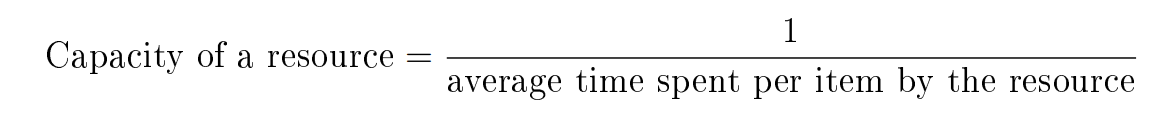 Capacity of a resource = 1 / average time spent per item by the resource